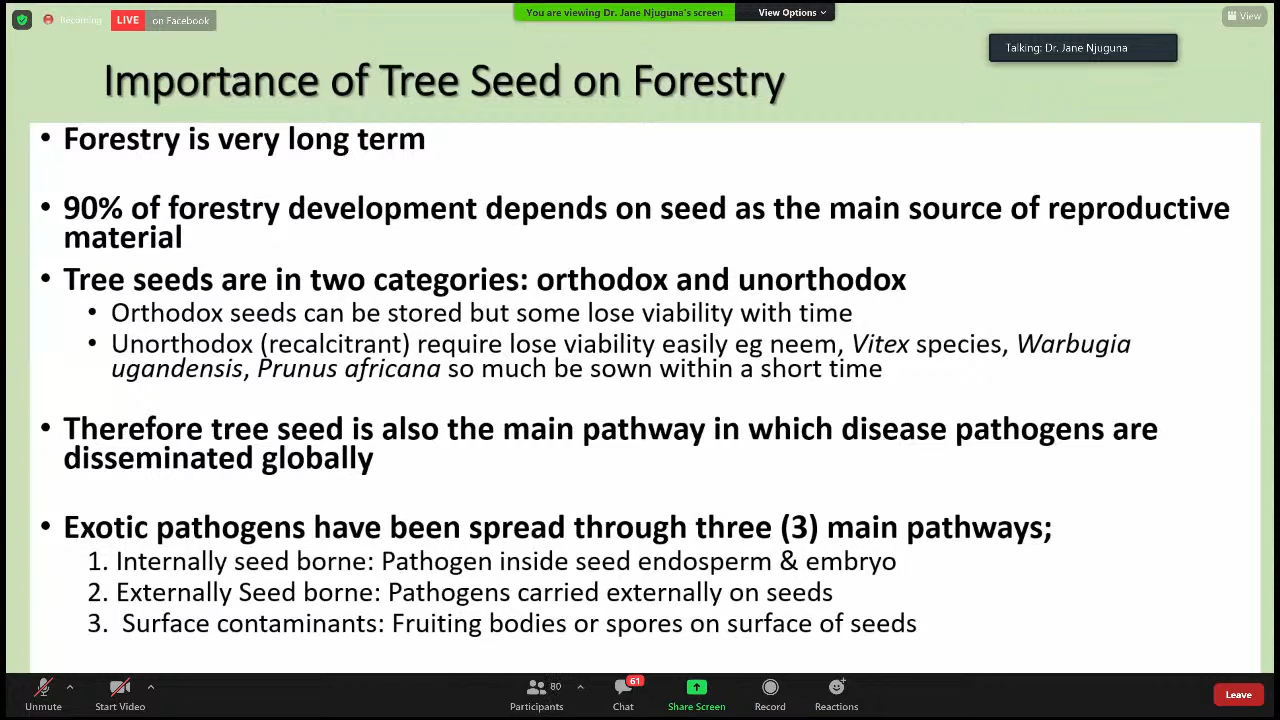 Recording
LIVE on Facebook
You are viewing Dr. Jane Njuguna's screen
View Options
View
Talking: Dr. Jane Njuguna
Importance of Tree Seed on Forestry
• Forestry is very long term
• 90% of forestry development depends on seed as the main source of reproductive
material
• Tree seeds are in two categories: orthodox and unorthodox
• Orthodox seeds can be stored but some lose viability with time
• Unorthodox (recalcitrant) require lose viability easily eg neem, Vitex species, Warbugia
ugandensis, Prunus africana so much be sown within a short time
• Therefore tree seed is also the main pathway in which disease pathogens are
disseminated globally
• Exotic pathogens have been spread through three (3) main pathways;
1. Internally seed borne: Pathogen inside seed endosperm & embryo
2. Externally Seed borne: Pathogens carried externally on seeds
3. Surface contaminants: Fruiting bodies or spores on surface of seeds
Unmute
Start Video
80
Participants
61
Chat
Share Screen
Record
Reactions
Leave